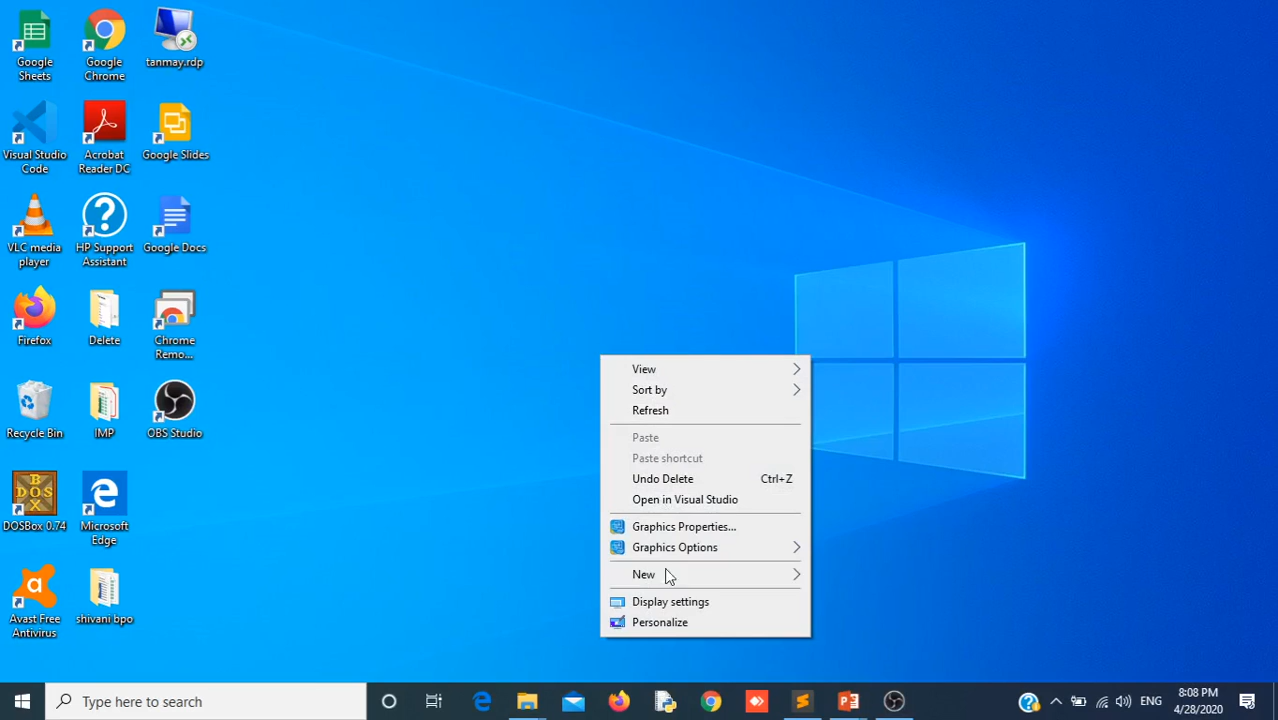 Google
Sheets
Google
Chrome
tanmay.rdp
Visual Studio
Code
Acrobat
Reader DC
Google Slides
VLC media
player
HP Support
Assistant
Google Docs
Firefox
Delete
Chrome
Remo...
Recycle Bin
IMP
OBS Studio
DOSBox 0.74
Microsoft
Edge
Avast Free
Antivirus
shivani bpo
View
Sort by
Refresh
Paste
Paste shortcut
Undo Delete Ctrl+Z
Open in Visual Studio
Graphics Properties...
Graphics Options
New
Display settings
Personalize
Type here to search
ENG
8:08 PM
4/28/2020